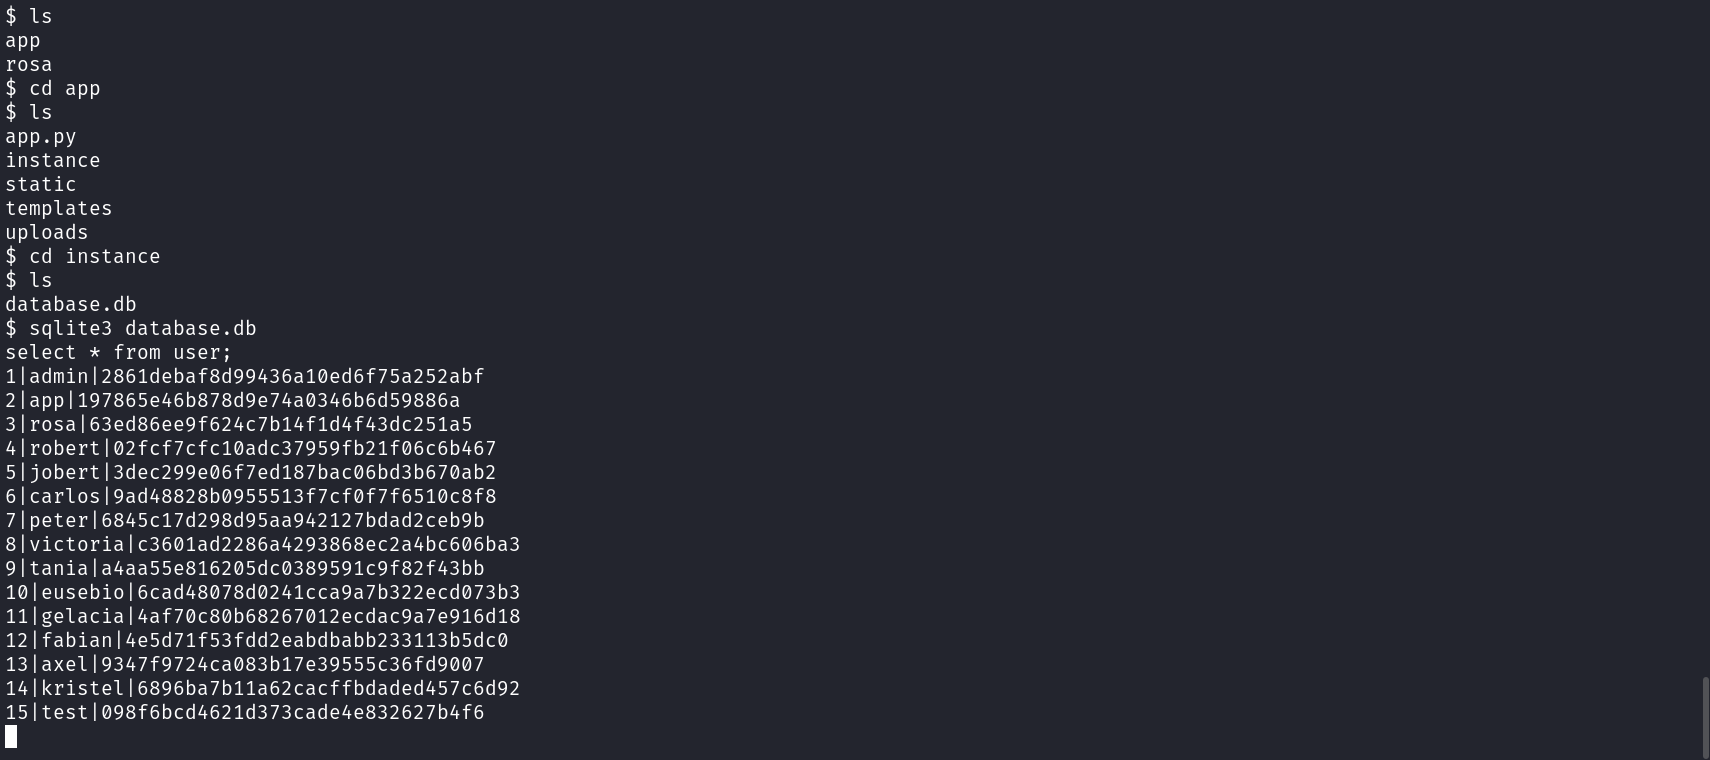 $ ls
app
rosa
$ cd app
$ ls
app.py
instance
static
templates
uploads
$ cd instance
$ ls
database.db
$ sqlite3 database.db
select * from user;
1|admin|2861debaf8d99436a10ed6f75a252abf
2|app|197865e46b878d9e74a0346b6d59886a
3|rosa|63ed86ee9f624c7b14f1d4f43dc251a5
4|robert|02fcf7cfc10adc37959fb21f06c6b467
5|jobert|3dec299e06f7ed187bac06bd3b670ab2
6|carlos|9ad48828b0955513f7cf0f7f6510c8f8
7|peter|6845c17d298d95aa942127bdad2ceb9b
8|victoria|c3601ad2286a4293868ec2a4bc606ba3
9|tania|a4aa55e816205dc0389591c9f82f43bb
10|eusebio|6cad48078d0241cca9a7b322ecd073b3
11|gelacia|4af70c80b68267012ecdac9a7e916d18
12|fabian|4e5d71f53fdd2eabdbabb233113b5dc0
13|axel|9347f9724ca083b17e39555c36fd9007
14|kristel|6896ba7b11a62cacffbdaded457c6d92
15|test|098f6bcd4621d373cade4e832627b4f6